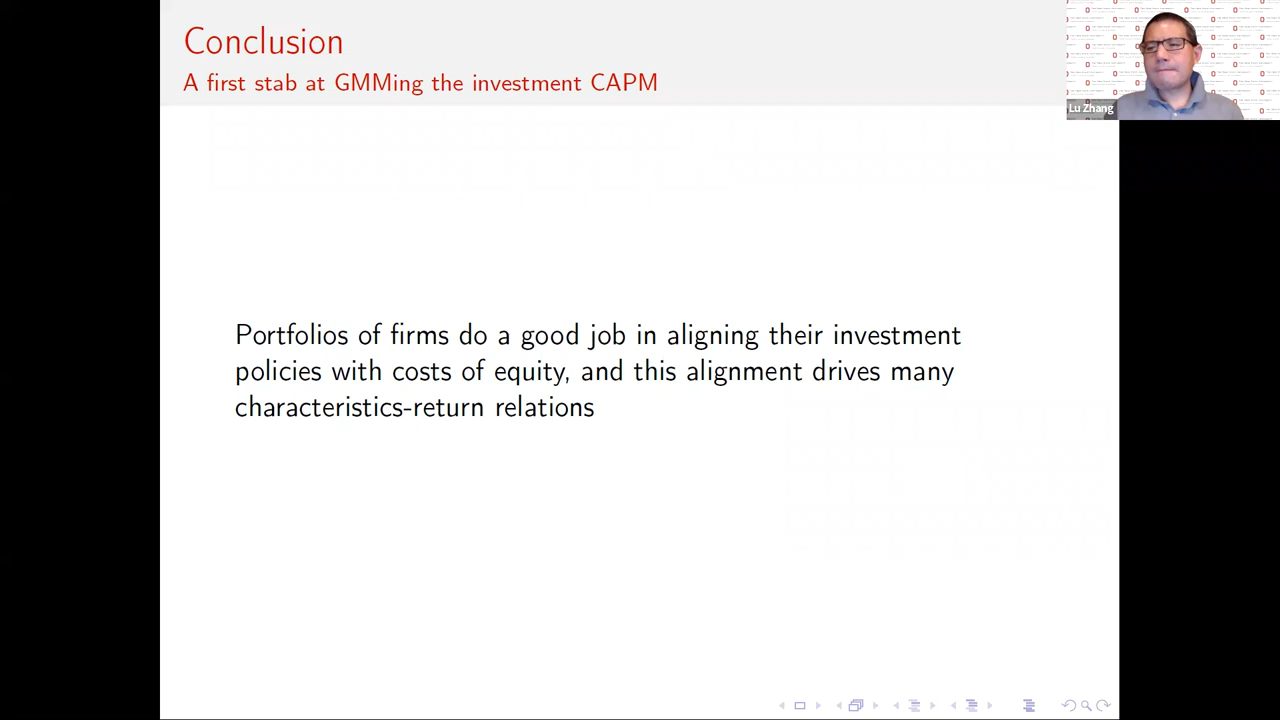 Conclusion
A first stab at GMMing the investment CAPM
Lu Zhang
Portfolios of firms do a good job in aligning their investment
policies with costs of equity, and this alignment drives many
characteristics-return relations